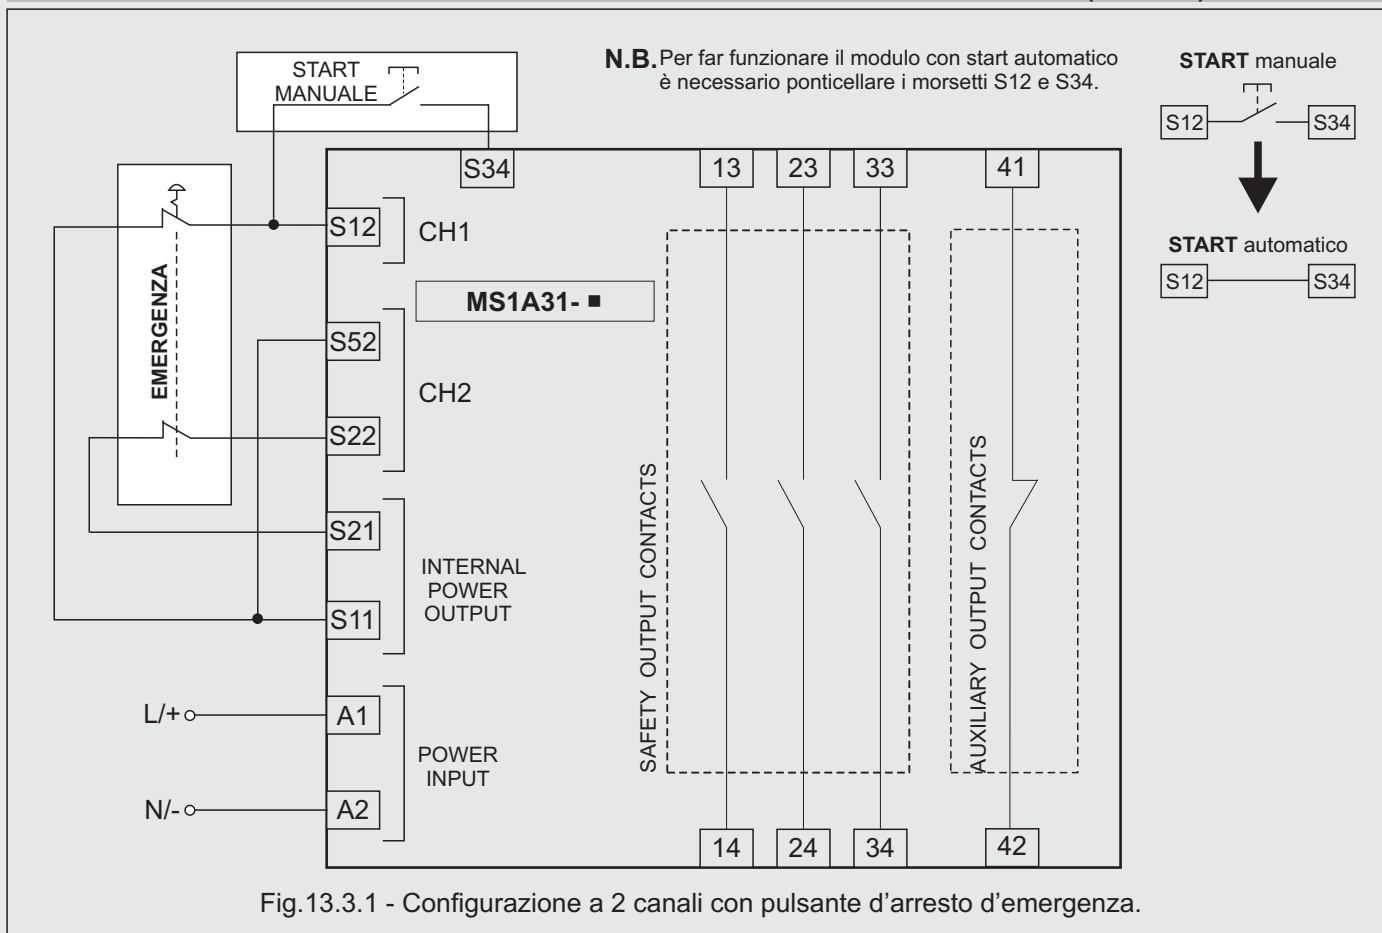 START
MANUALE
N.B. Per far funzionare il modulo con start automatico
è necessario ponticellare i morsetti S12 e S34.
START manuale
S12 S34
START automatico
S12 S34
S34
13 23 33 41
EMERGENZA
S12
CH1
MS1A31- ■
S52
CH2
S22
S21
INTERNAL
POWER
OUTPUT
S11
L/+
A1
POWER
INPUT
N/-
A2
SAFETY OUTPUT CONTACTS
AUXILIARY OUTPUT CONTACTS
14 24 34 42
Fig.13.3.1 - Configurazione a 2 canali con pulsante d’arresto d’emergenza.